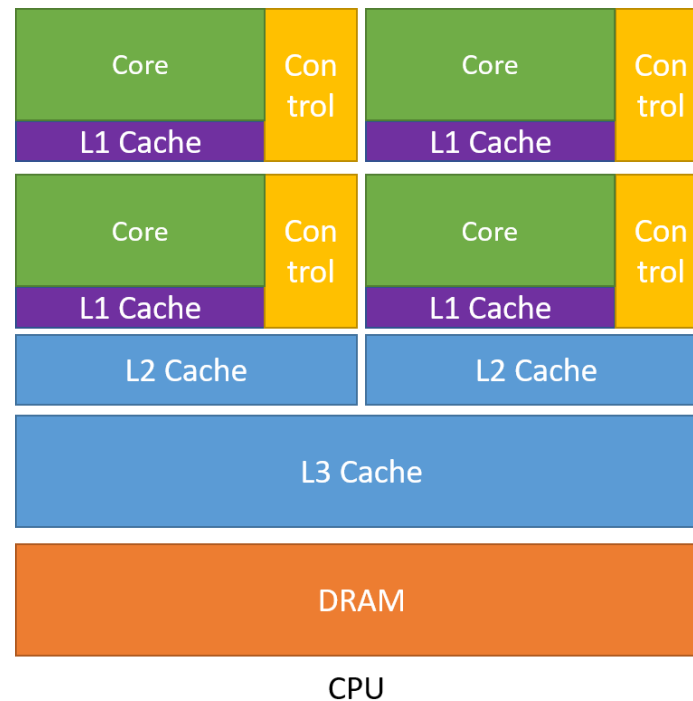 Core
Con
trol
L1 Cache
Core
Con
trol
L1 Cache
Core
Con
trol
L1 Cache
Core
Con
trol
L1 Cache
L2 Cache
L2 Cache
L3 Cache
DRAM
CPU